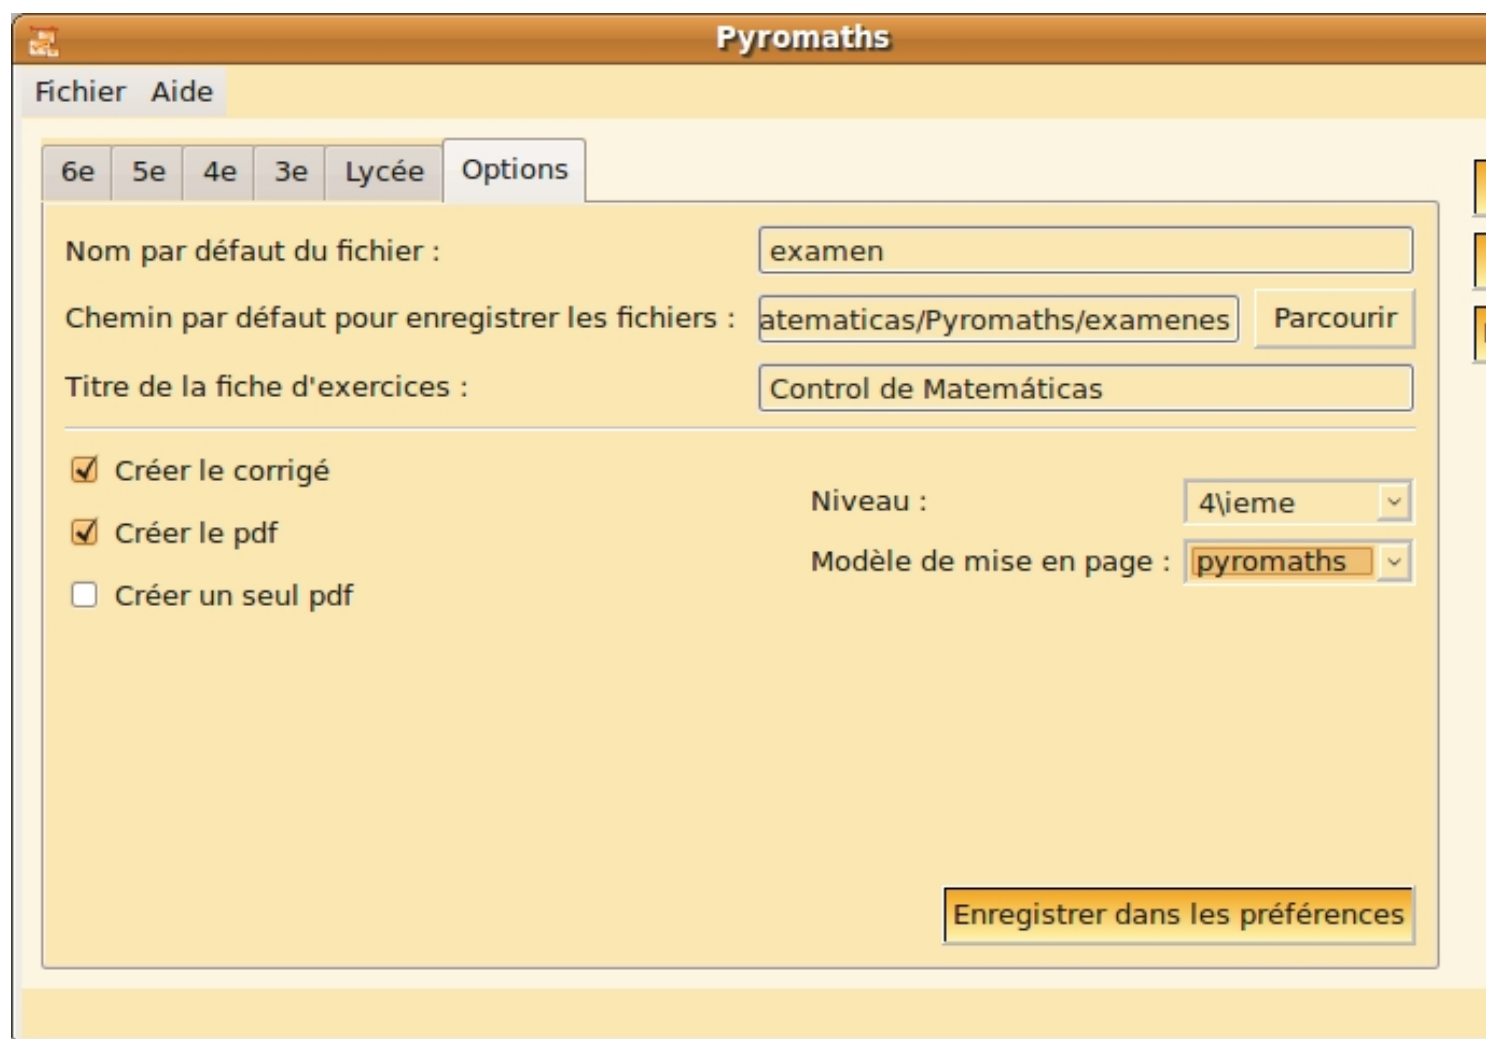 Pyromaths
Fichier Aide
6e 5e 4e 3e Lycée Options
Nom par défaut du fichier : examen
Chemin par défaut pour enregistrer les fichiers : atematicas/Pyromaths/examenes Parcourir
Titre de la fiche d'exercices : Control de Matemáticas
Créer le corrigé
Niveau : 4\ieme
Créer le pdf
Modèle de mise en page : pyromaths
Créer un seul pdf
Enregistrer dans les préférences